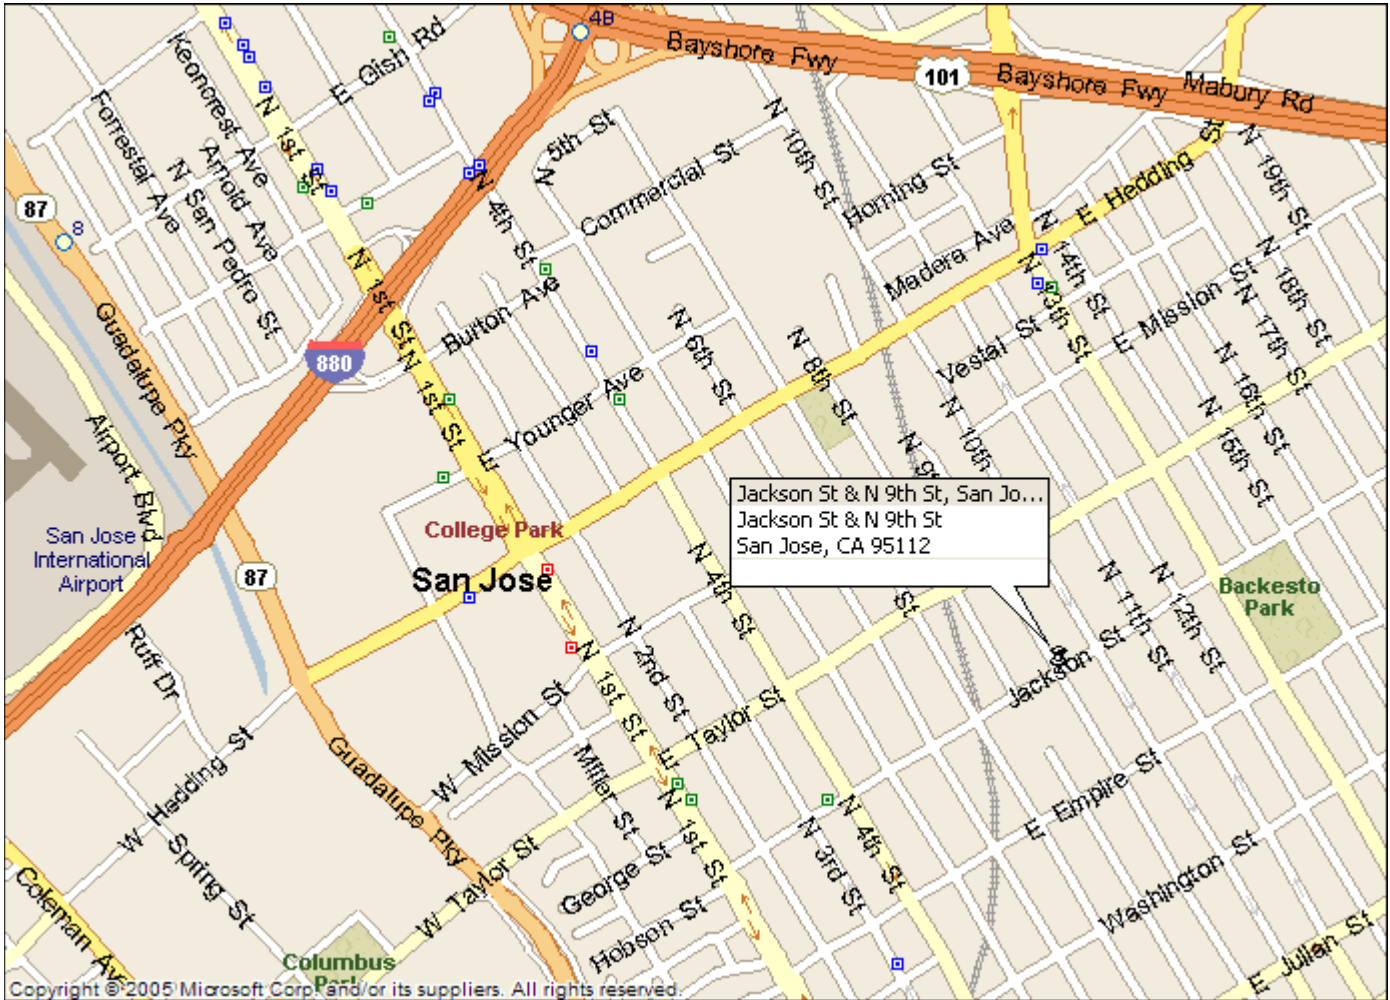 4B
Bayshore Fwy
101
Bayshore Fwy
Mabury Rd
Keoncrest Ave
E Gish Rd
N 1st St
Forrestal Ave
Arnold Ave
N San Pedro St
N 5th St
N 4th St
Commercial St
N 10th St
Horning St
Madera Ave
E Hedding St
N 19th St
87
8
N 1st St
Burton Ave
N 6th St
N 8th St
N 14th St
N 13th St
Vestal St
E Mission St
N 18th St
N 17th St
N 16th St
N 15th St
Guadalupe Pky
880
N 1st St
Younger Ave
E
N 10th
N 9th
Airport Blvd
San Jose
International
Airport
College Park
San Jose
87
Jackson St & N 9th St, San Jo...
Jackson St & N 9th St
San Jose, CA 95112
St
N 4th St
N 11th St
N 12th St
Backesto
Park
Jackson St
Ruff Dr
N 2nd St
N 1st St
W Mission St
E Taylor St
W Hedding St
Guadalupe Pky
Miller St
N 1st St
N 3rd St
N 4th St
E Empire St
Washington St
Spring St
W Taylor St
George St
Hobson St
Coleman Av
Columbus
Park
E Julian St
Copyright © 2005 Microsoft Corp. and/or its suppliers. All rights reserved.